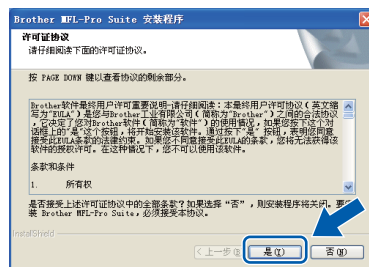 Brother MFL-Pro Suite 安装程序
许可证协议
请仔细阅读下面的许可证协议。
按 PAGE DOWN 键以查看协议的剩余部分。
Brother软件最终用户许可重要说明-请仔细阅读：本最终用户许可协议（英文缩
写为"EULA"）是您与Brother工业有限公司（简称为"Brother"）之间的合法协议
，它决定了您对Brother软件（简称为"软件"）的使用情况，如果您按下这个对
话框上的"是"这个按钮，将开始安装该软件。通过按下"是"按钮，表明您同意
接受此EULA条款的法律约束。如果您不同意接受此EULA的条款，您将无法获得该
软件的授权许可。在这种情况下，您不可以使用该软件。
条款和条件
1. 所有权
是否接受上述许可证协议中的全部条款？如果选择“否”，则安装程序将关闭。要安
装 Brother MFL-Pro Suite，必须接受本协议。
InstallShield
< 上一步(B)
是(Y)
否(N)